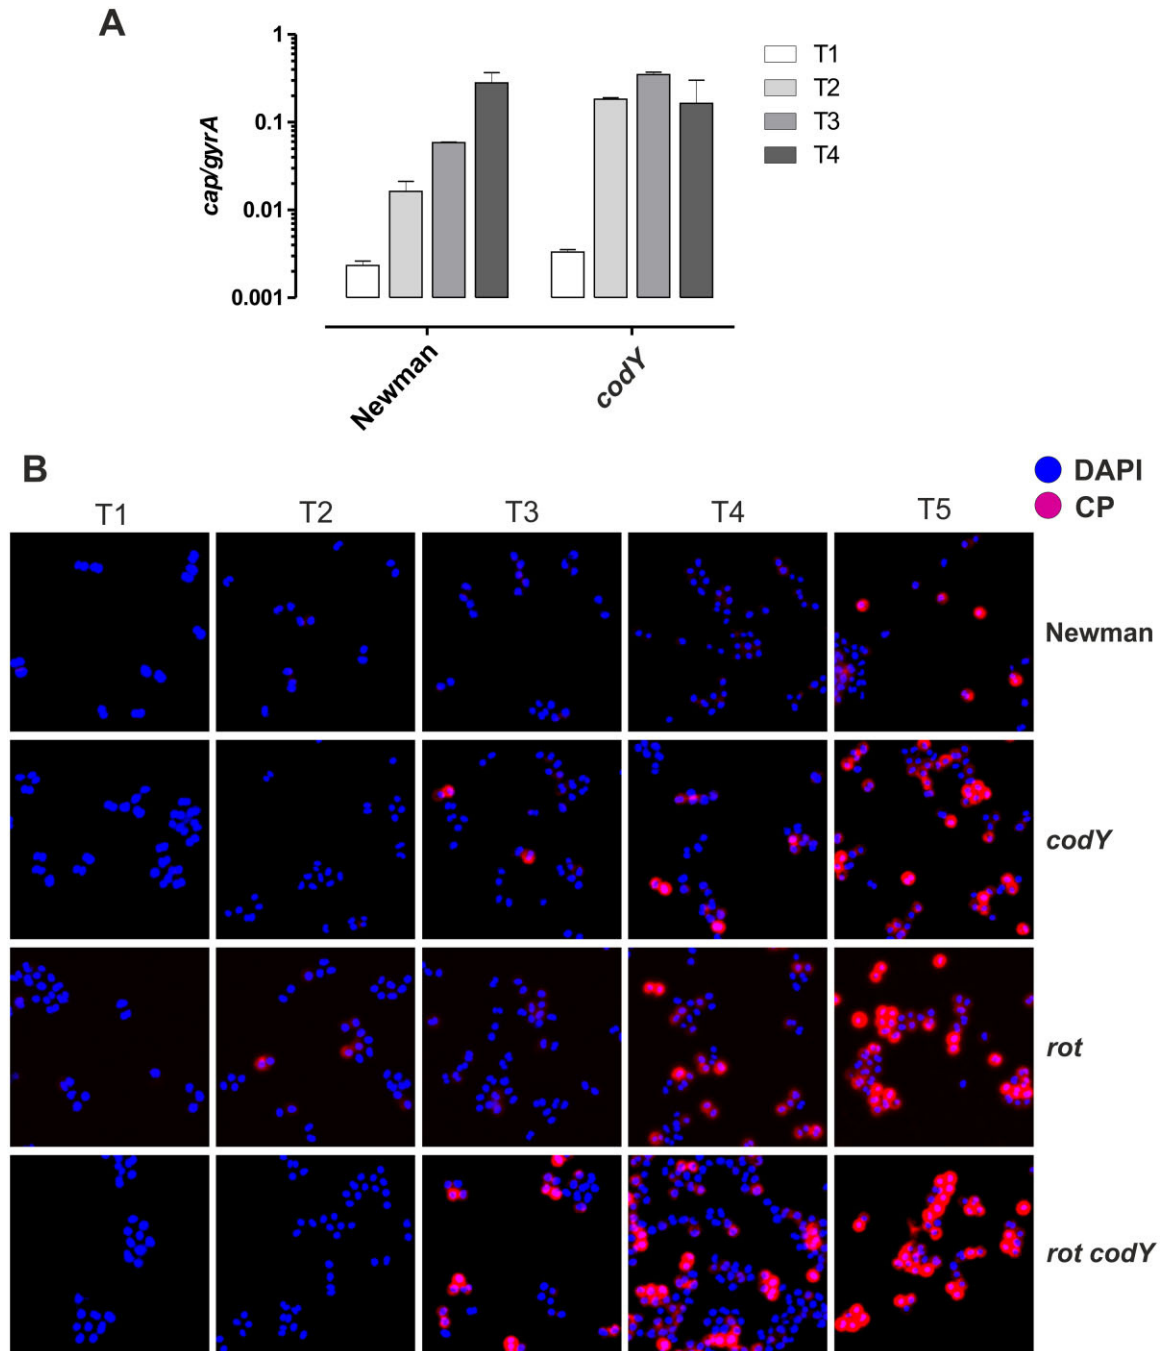 A
1
0.1
0.01
0.001
cap/gyrA
T1
T2
T3
T4
Newman
codY
B
DAPI
CP
T1 T2 T3 T4 T5
Newman
codY
rot
rot codY